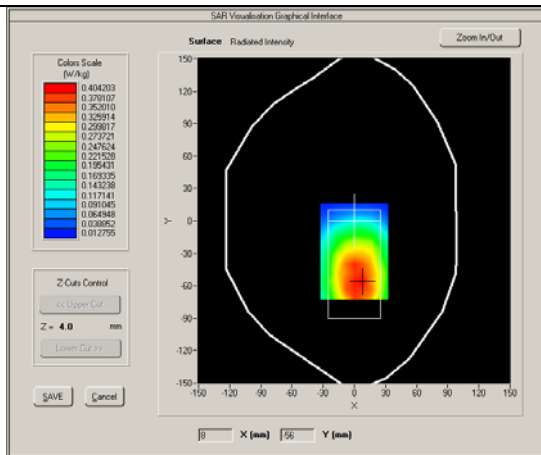 SAR Visualisation Graphical Interface
Surface Radiated Intensity
Zoom In/Out
Colors Scale
(W/kg)
0.404203
0.378107
0.352010
0.325914
0.299817
0.273721
0.247624
0.221528
0.195431
0.169335
0.143238
0.117141
0.091045
0.064948
0.038852
0.012755
Z Cuts Control
<< Upper Cut
Z = 4.0 mm
Lower Cut >>
SAVE Cancel
150
120
90
60
30
0
-30
-60
-90
-120
-150
Y
-150 -120 -90 -60 -30 0 30 60 90 120 150
X
8 X (mm) -56 Y (mm)